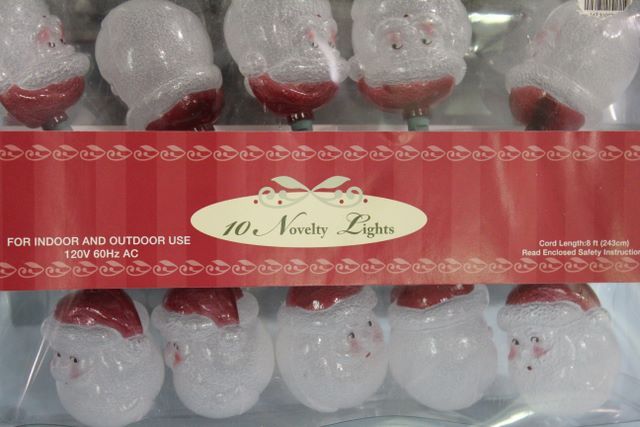 10 Novelty Lights
FOR INDOOR AND OUTDOOR USE
120V 60Hz AC
Cord Length:8 ft (243cm)
Read Enclosed Safety Instruction